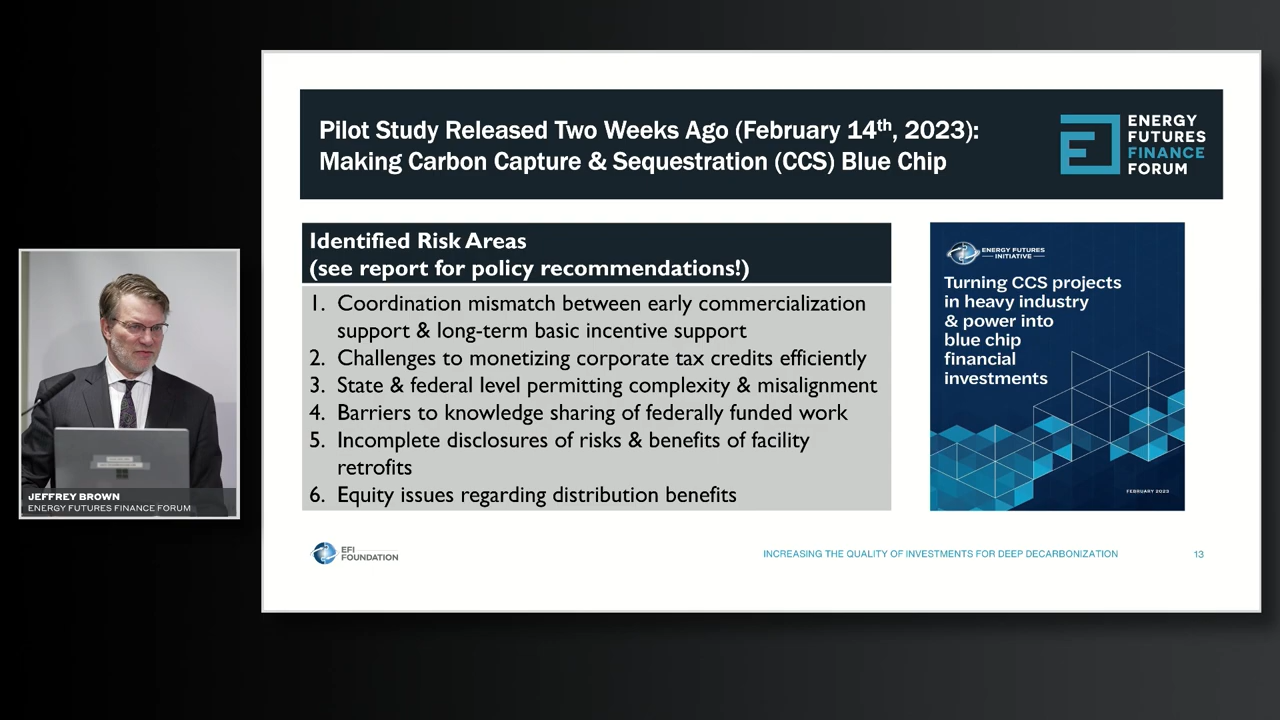 Pilot Study Released Two Weeks Ago (February 14th, 2023):
Making Carbon Capture & Sequestration (CCS) Blue Chip
ENERGY
FUTURES
FINANCE
FORUM
Identified Risk Areas
(see report for policy recommendations!)
1. Coordination mismatch between early commercialization
support & long-term basic incentive support
2. Challenges to monetizing corporate tax credits efficiently
3. State & federal level permitting complexity & misalignment
4. Barriers to knowledge sharing of federally funded work
5. Incomplete disclosures of risks & benefits of facility
retrofits
6. Equity issues regarding distribution benefits
ENERGY FUTURES
INITIATIVE
Turning CCS projects
in heavy industry
& power into
blue chip
financial
investments
FEBRUARY 2023
JEFFREY BROWN
ENERGY FUTURES FINANCE FORUM
EFI
FOUNDATION
INCREASING THE QUALITY OF INVESTMENTS FOR DEEP DECARBONIZATION
13